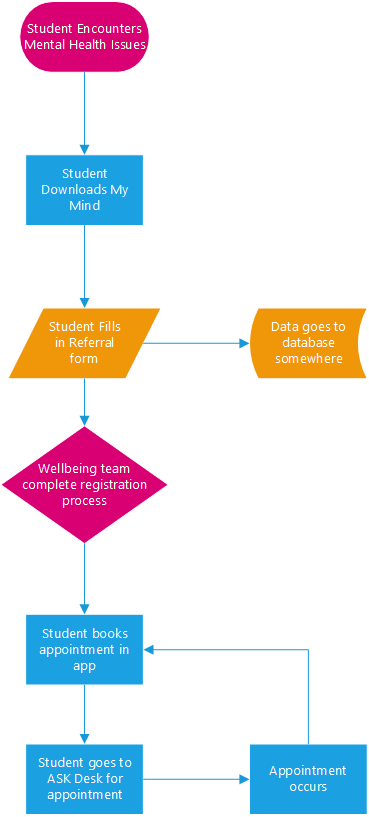 Student Encounters
Mental Health Issues
Student
Downloads My
Mind
Student Fills
in Referral
form
Data goes to
database
somewhere
Wellbeing team
complete registration
process
Student books
appointment in
app
Student goes to
ASK Desk for
appointment
Appointment
occurs